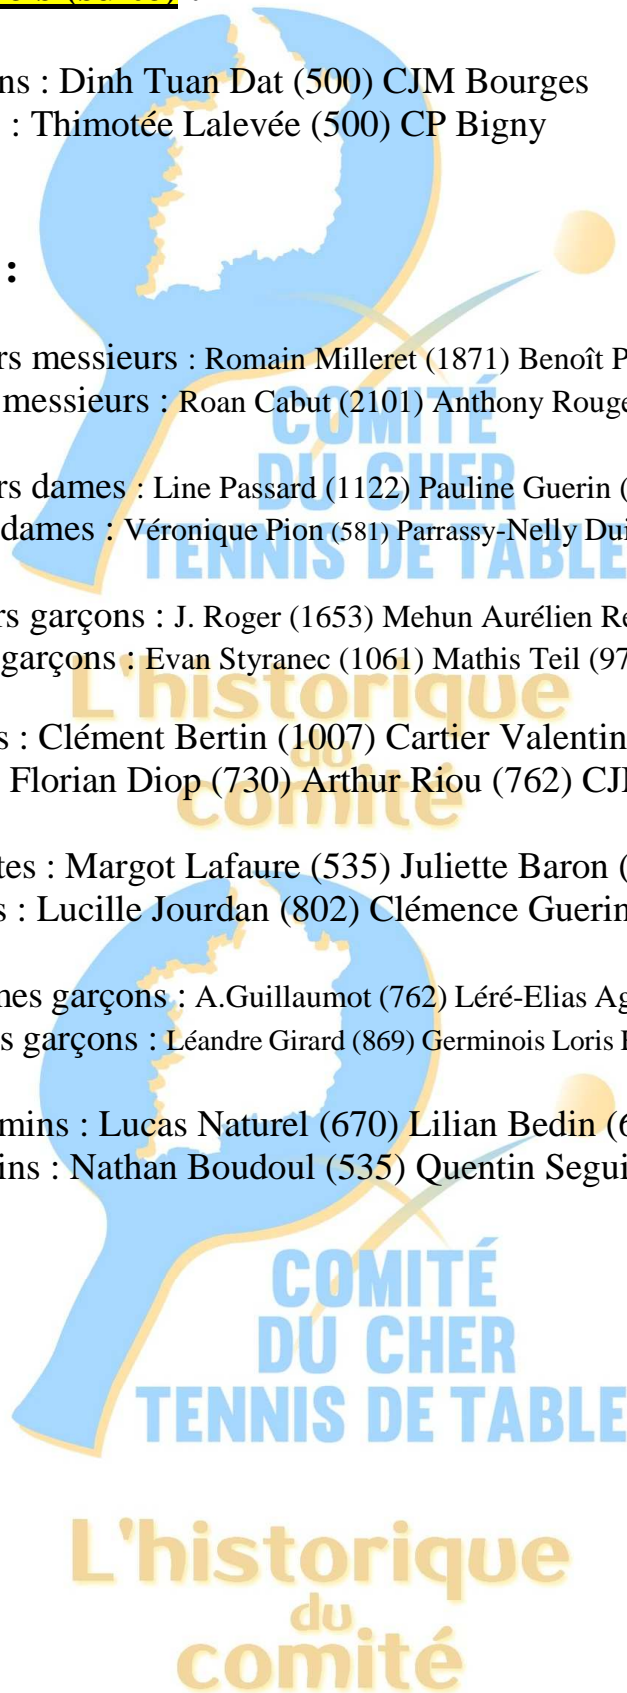 ns : Dinh Tuan Dat (500) CJM Bourges
: Thimotée Lalevée (500) CP Bigny
:
rs messieurs : Romain Milleret (1871) Benoît P
messieurs : Roan Cabut (2101) Anthony Rouge
COMITÉ
rs dames : Line Passard (1122) Pauline Guerin (
DU CHER
dames : Véronique Pion (581) Parrassy-Nelly Dui
TENNIS DE TABLE
rs garçons : J. Roger (1653) Mehun Aurélien Re
garçons : Evan Styranec (1061) Mathis Teil (97
L'historique
s : Clément Bertin (1007) Cartier Valentin
du
Florian Diop (730) Arthur Riou (762) CJ
comité
tes : Margot Lafaure (535) Juliette Baron (
s : Lucille Jourdan (802) Clémence Guerin
mes garçons : A.Guillaumot (762) Léré-Elias Ag
s garçons : Léandre Girard (869) Germinois Loris
mins : Lucas Naturel (670) Lilian Bedin (6
ins : Nathan Boudoul (535) Quentin Segui
COMITÉ
DU CHER
TENNIS DE TABLE
L'historique
du
comité